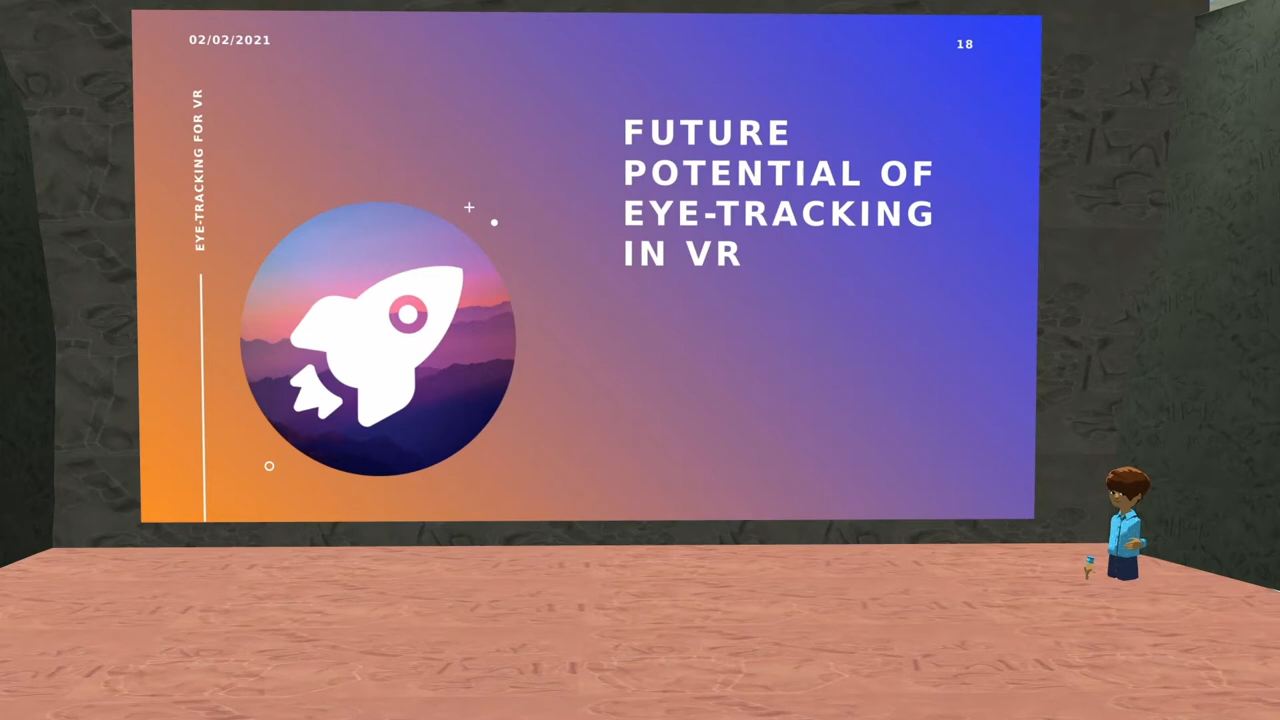 02/02/2021
18
EYE-TRACKING FOR VR
FUTURE
POTENTIAL OF
EYE-TRACKING
IN VR